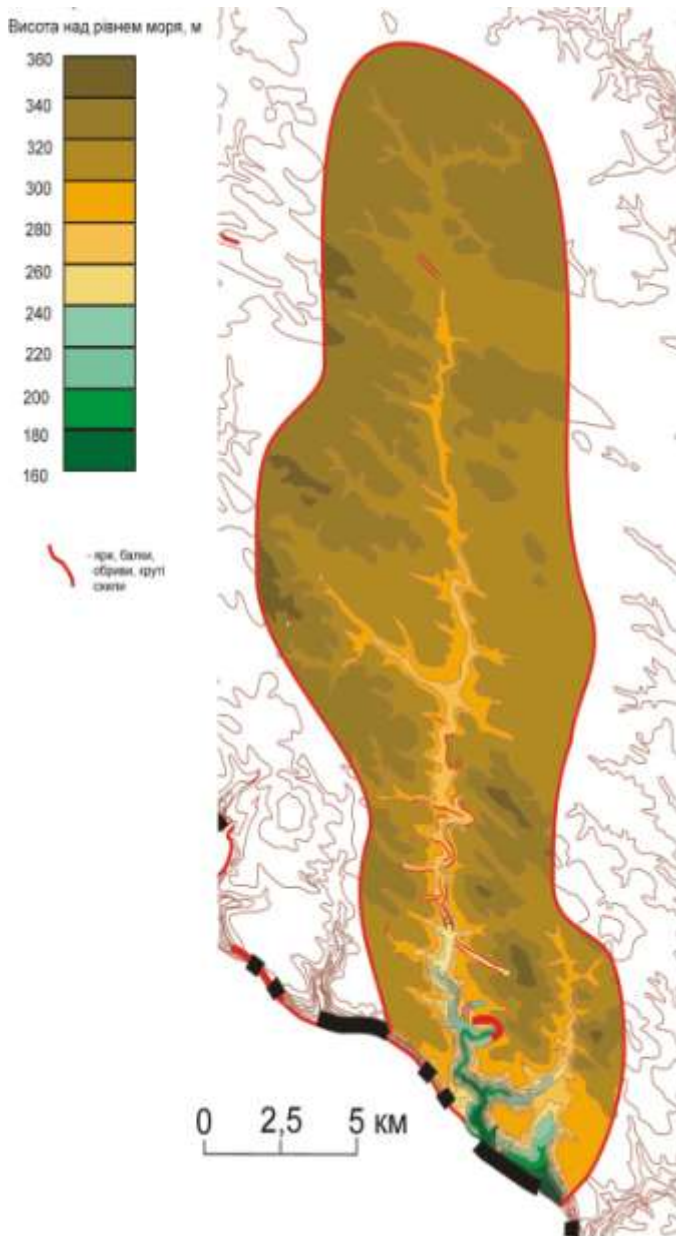 Висота над рівнем моря, м
360
340
320
300
280
260
240
220
200
180
160
- яри, балки,
обриви, круті
схили
0 2,5 5 км